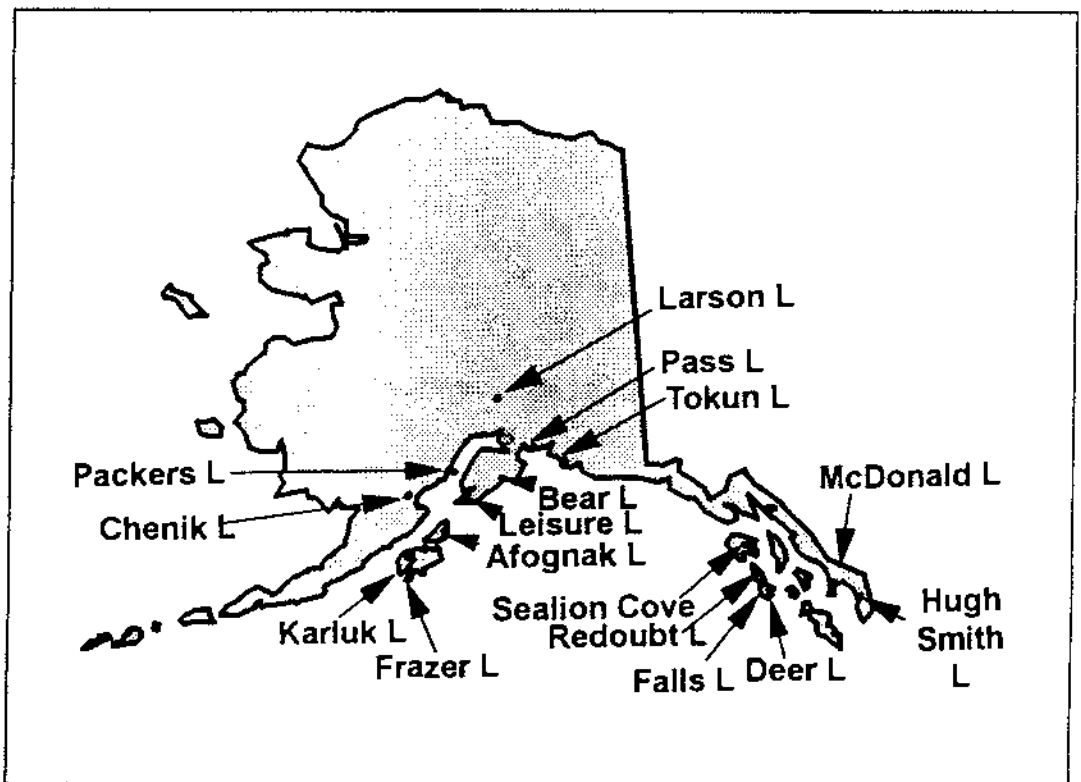 Larson L
Pass L
Tokun L
Packers L
McDonald L
Bear L
Chenik L
Leisure L
Afognak L
Sealion Cove
Hugh
Smith
L
Karluk L
Redoubt L
Frazer L
Falls L
Deer L